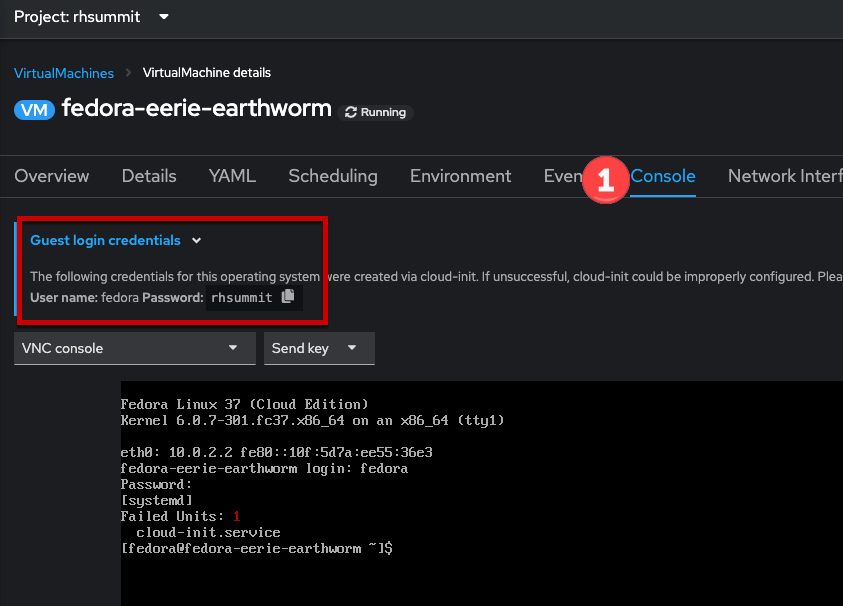 Project: rhsummit
VirtualMachines > VirtualMachine details
VM fedora-eerie-earthworm Running
Overview Details YAML Scheduling Environment Even 1 Console Network Interf
Guest login credentials
The following credentials for this operating system were created via cloud-init. If unsuccessful, cloud-init could be improperly configured. Plea
User name: fedora Password: rhsummit
VNC console Send key
Fedora Linux 37 (Cloud Edition)
Kernel 6.0.7-301.fc37.x86_64 on an x86_64 (tty1)
eth0: 10.0.2.2 fe80::10f:5d7a:ee55:36e3
fedora-eerie-earthworm login: fedora
Password:
[systemd]
Failed Units: 1
cloud-init.service
[fedora@fedora-eerie-earthworm ~]$